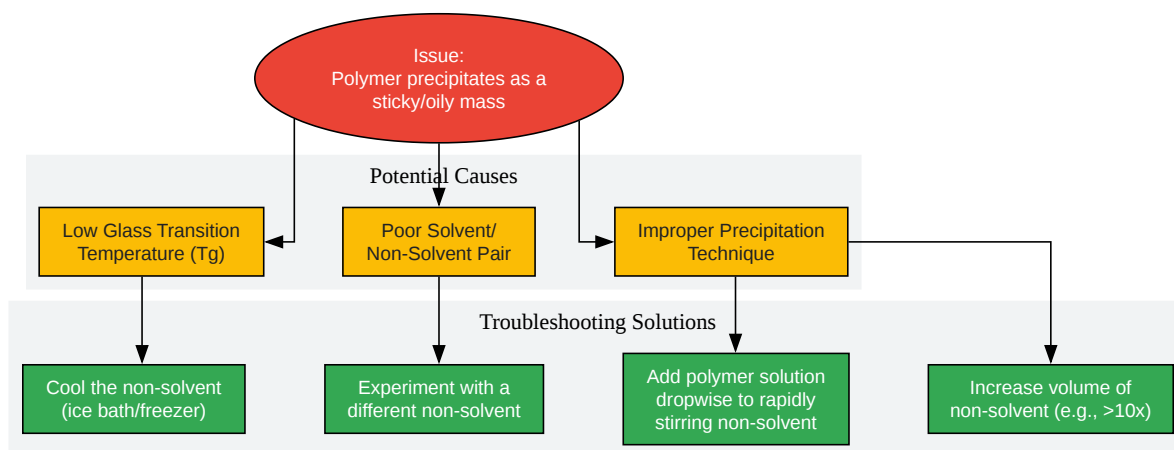 Issue:
Polymer precipitates as a
sticky/oily mass
Potential Causes
Low Glass Transition
Temperature (Tg)
Poor Solvent/
Non-Solvent Pair
Improper Precipitation
Technique
Troubleshooting Solutions
Cool the non-solvent
(ice bath/freezer)
Experiment with a
different non-solvent
Add polymer solution
dropwise to rapidly
stirring non-solvent
Increase volume of
non-solvent (e.g., >10x)